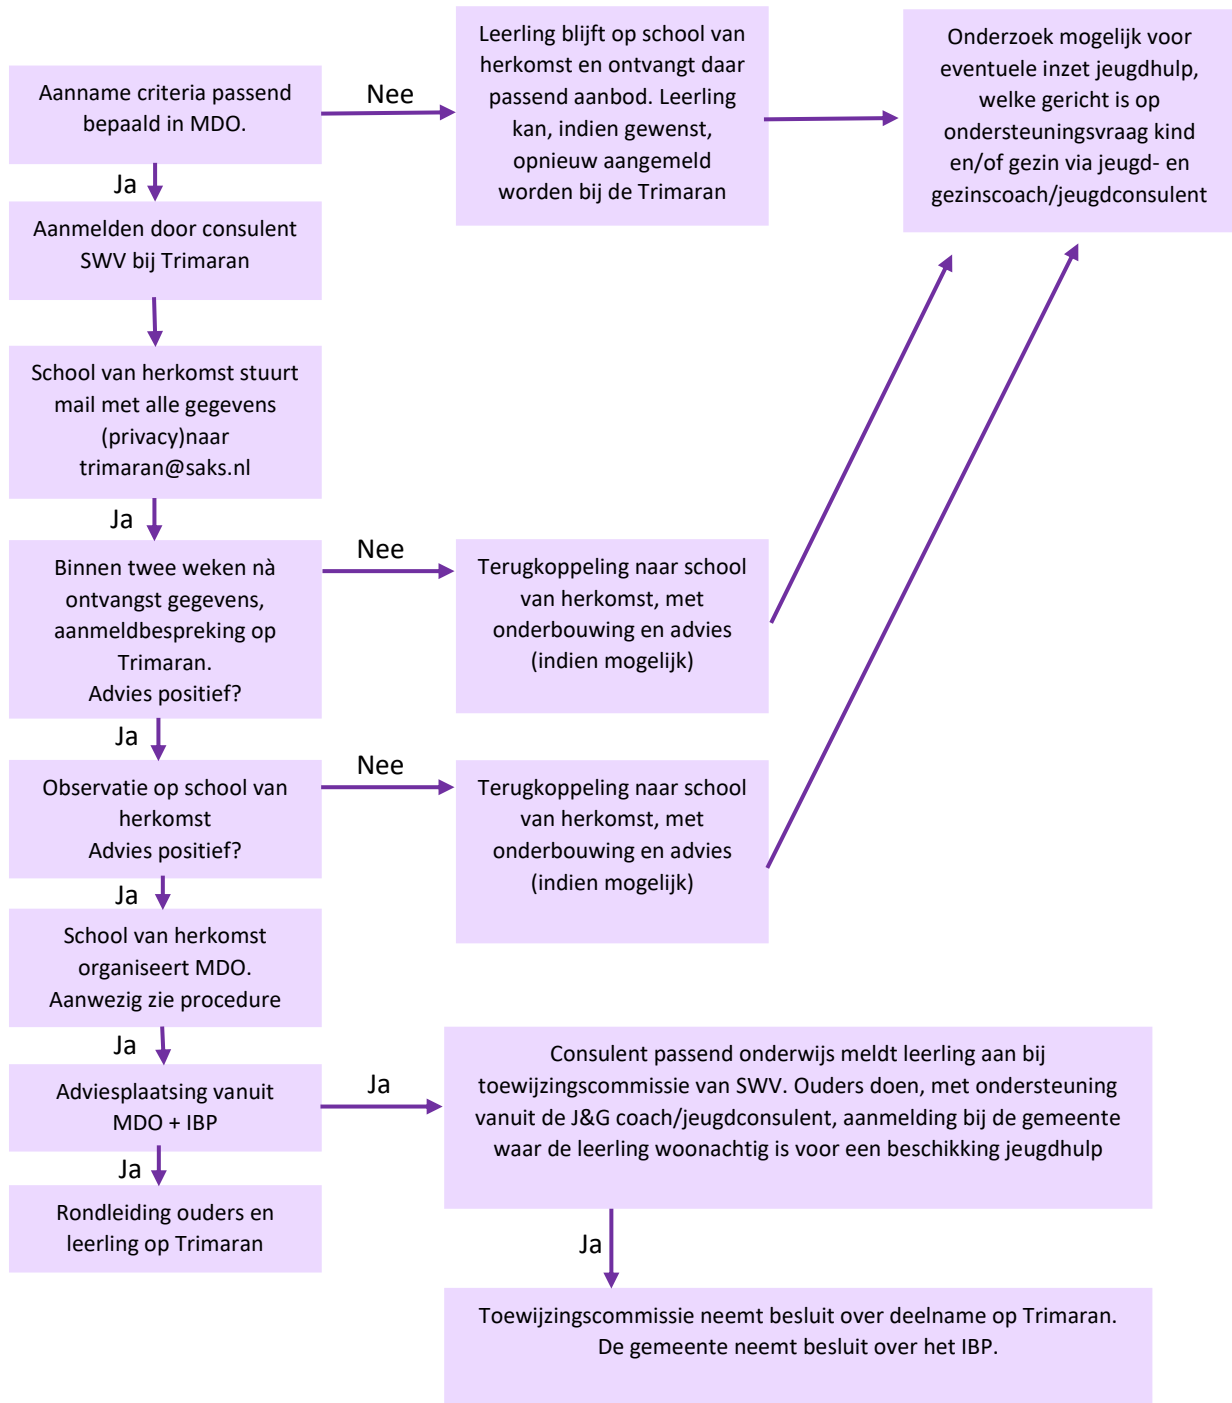 Aanname criteria passend
bepaald in MDO.
Nee
Leerling blijft op school van
herkomst en ontvangt daar
passend aanbod. Leerling
kan, indien gewenst,
opnieuw aangemeld
worden bij de Trimaran
Onderzoek mogelijk voor
eventuele inzet jeugdhulp,
welke gericht is op
ondersteuningsvraag kind
en/of gezin via jeugd- en
gezinscoach/jeugdconsulent
Ja
Aanmelden door consulent
SWV bij Trimaran
School van herkomst stuurt
mail met alle gegevens
(privacy)naar
trimaran@saks.nl
Ja
Binnen twee weken nà
ontvangst gegevens,
aanmeldbespreking op
Trimaran.
Advies positief?
Nee
Terugkoppeling naar school
van herkomst, met
onderbouwing en advies
(indien mogelijk)
Ja
Observatie op school van
herkomst
Advies positief?
Nee
Terugkoppeling naar school
van herkomst, met
onderbouwing en advies
(indien mogelijk)
Ja
School van herkomst
organiseert MDO.
Aanwezig zie procedure
Ja
Adviesplaatsing vanuit
MDO + IBP
Ja
Consulent passend onderwijs meldt leerling aan bij
toewijzingscommissie van SWV. Ouders doen, met ondersteuning
vanuit de J&G coach/jeugdconsulent, aanmelding bij de gemeente
waar de leerling woonachtig is voor een beschikking jeugdhulp
Ja
Rondleiding ouders en
leerling op Trimaran
Ja
Toewijzingscommissie neemt besluit over deelname op Trimaran.
De gemeente neemt besluit over het IBP.